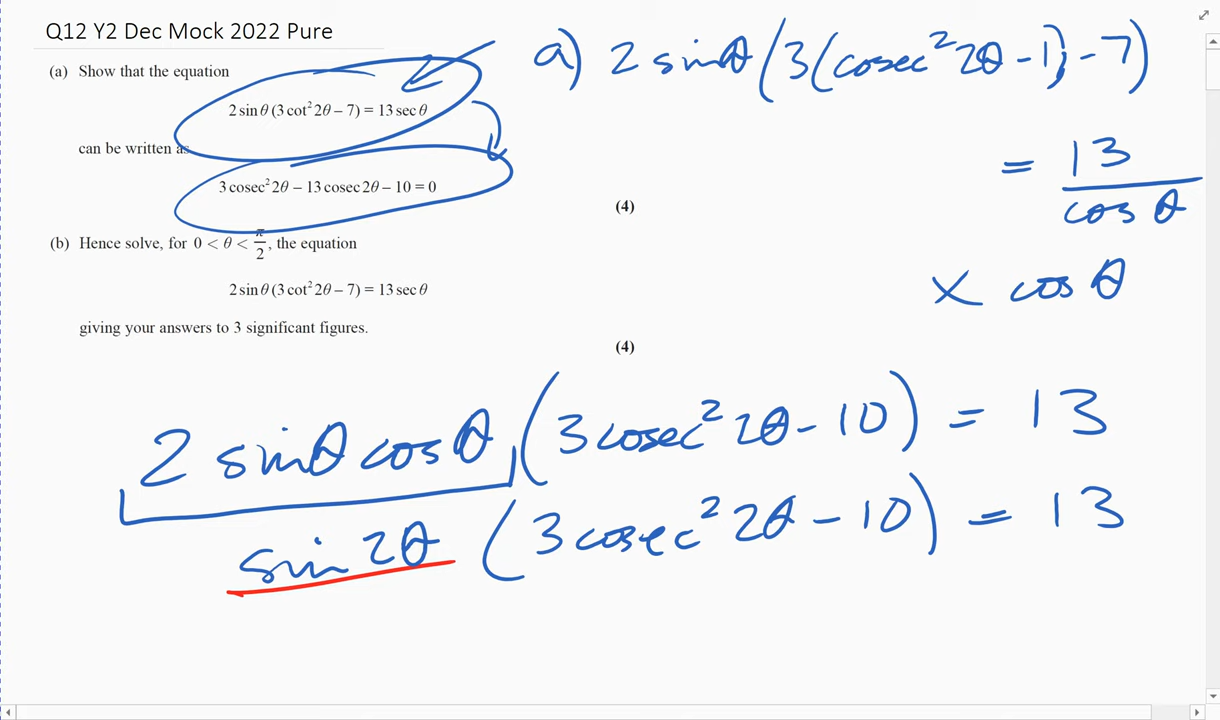 Q12 Y2 Dec Mock 2022 Pure
(a) Show that the equation
2 sin θ (3 cot² 2θ – 7) = 13 sec θ
can be written as
3 cosec² 2θ – 13 cosec 2θ – 10 = 0
(4)
(b) Hence solve, for 0 < θ < π/2, the equation
2 sin θ (3 cot² 2θ – 7) = 13 sec θ
giving your answers to 3 significant figures.
(4)
a) 2 sinθ (3(cosec² 2θ - 1) - 7)
= 13/cos θ
× cos θ
2 sinθ cos θ (3 cosec² 2θ - 10) = 13
sin 2θ (3 cosec² 2θ - 10) = 13